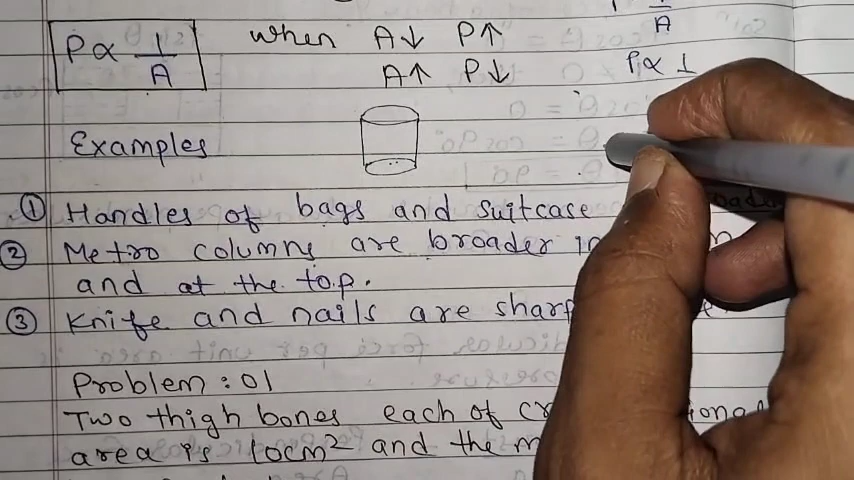 A
P ∝ 1/A When A↓ P↑
A↑ P↓ P ∝ 1
Examples
① Handles of bags and suitcase
② Metro columns are broader in
and at the top.
③ Knife and nails are sharp
Problem : 01
Two thigh bones each of
area is 10cm² and the